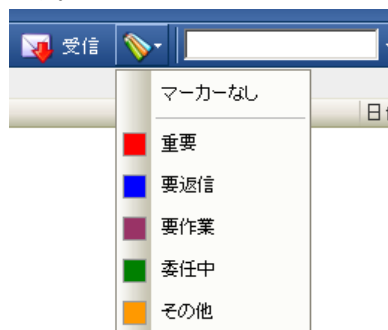 受信
マーカーなし
重要
要返信
要作業
委任中
その他